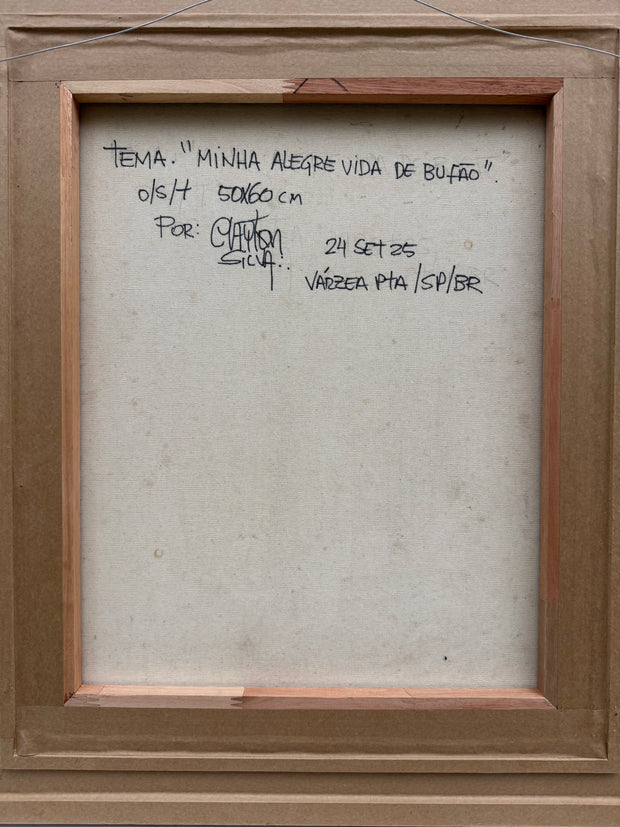 TEMA. "MINHA ALEGRE VIDA DE BUFÃO".
O/S/T 50X60 CM
POR: CLAYTON
SILVA..
24 SET 25
VÁRZEA PTA/SP/BR